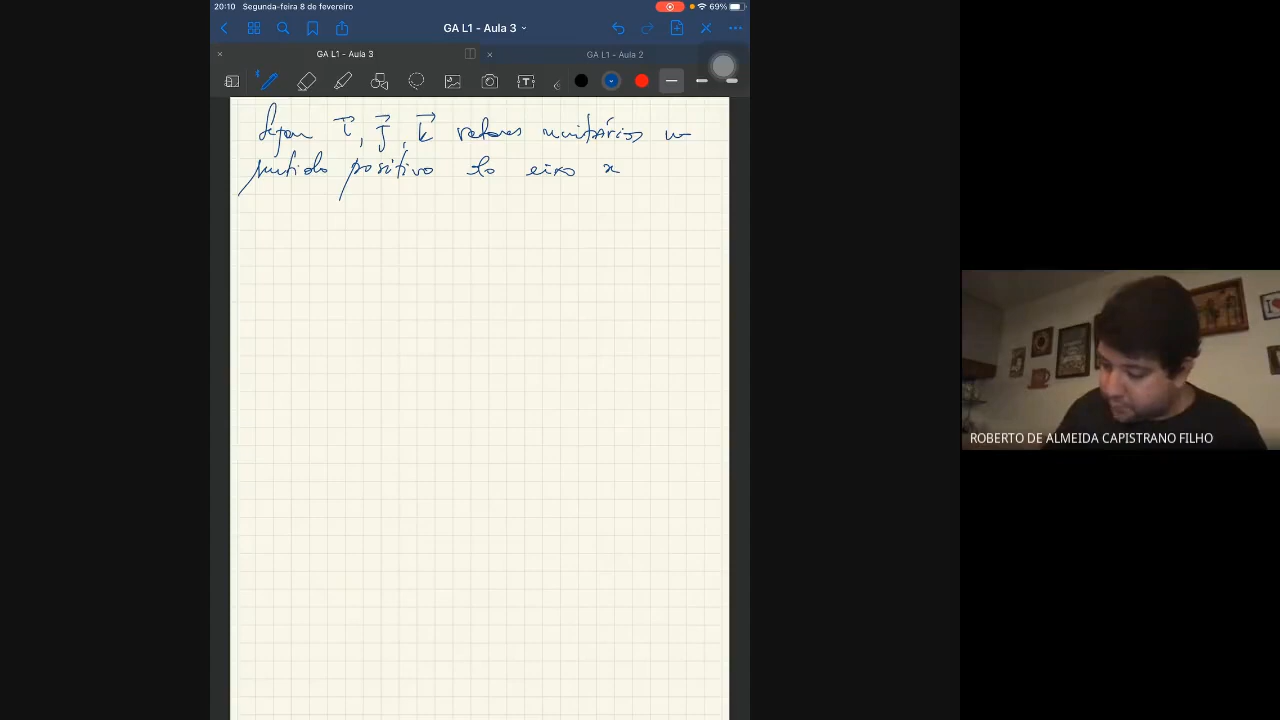 20:10 Segunda-feira 8 de fevereiro
69%
GA L1 - Aula 3
GA L1 - Aula 3
GA L1 - Aula 2
T
Sejam i, j, k vetores unitários no
sentido positivo do eixo x
ROBERTO DE ALMEIDA CAPISTRANO FILHO